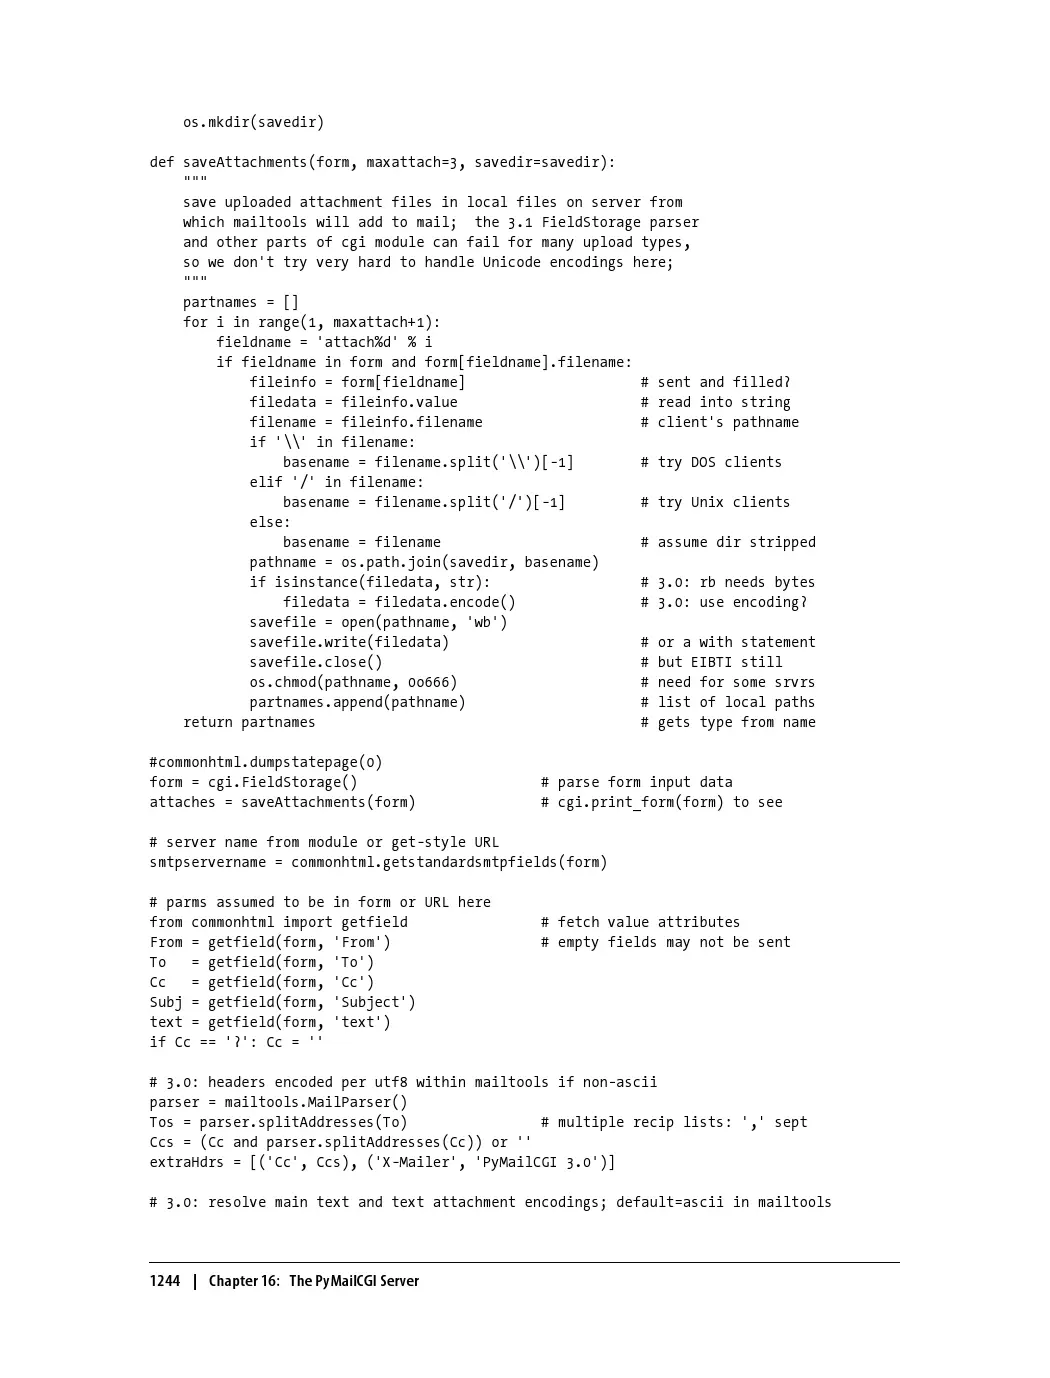 os.mkdir(savedir)

def saveAttachments(form, maxattach=3, savedir=savedir):
    """
    save uploaded attachment files in local files on server from
    which mailtools will add to mail;  the 3.1 FieldStorage parser
    and other parts of cgi module can fail for many upload types,
    so we don't try very hard to handle Unicode encodings here;
    """
    partnames = []
    for i in range(1, maxattach+1):
        fieldname = 'attach%d' % i
        if fieldname in form and form[fieldname].filename:
            fileinfo = form[fieldname]                     # sent and filled?
            filedata = fileinfo.value                      # read into string
            filename = fileinfo.filename                   # client's pathname
            if '\\' in filename:
                basename = filename.split('\\')[-1]        # try DOS clients
            elif '/' in filename:
                basename = filename.split('/')[-1]         # try Unix clients
            else:
                basename = filename                        # assume dir stripped
            pathname = os.path.join(savedir, basename)
            if isinstance(filedata, str):                  # 3.0: rb needs bytes
                filedata = filedata.encode()               # 3.0: use encoding?
            savefile = open(pathname, 'wb')
            savefile.write(filedata)                       # or a with statement
            savefile.close()                               # but EIBTI still
            os.chmod(pathname, 0o666)                      # need for some srvrs
            partnames.append(pathname)                     # list of local paths
    return partnames                                       # gets type from name

#commonhtml.dumpstatepage(0)
form = cgi.FieldStorage()                      # parse form input data
attaches = saveAttachments(form)               # cgi.print_form(form) to see

# server name from module or get-style URL
smtpservername = commonhtml.getstandardsmtpfields(form)

# parms assumed to be in form or URL here
from commonhtml import getfield                # fetch value attributes
From = getfield(form, 'From')                  # empty fields may not be sent
To   = getfield(form, 'To')
Cc   = getfield(form, 'Cc')
Subj = getfield(form, 'Subject')
text = getfield(form, 'text')
if Cc == '?': Cc = ''

# 3.0: headers encoded per utf8 within mailtools if non-ascii
parser = mailtools.MailParser()
Tos = parser.splitAddresses(To)                # multiple recip lists: ',' sept
Ccs = (Cc and parser.splitAddresses(Cc)) or ''
extraHdrs = [('Cc', Ccs), ('X-Mailer', 'PyMailCGI 3.0')]

# 3.0: resolve main text and text attachment encodings; default=ascii in mailtools

1244 | Chapter 16: The PyMailCGI Server